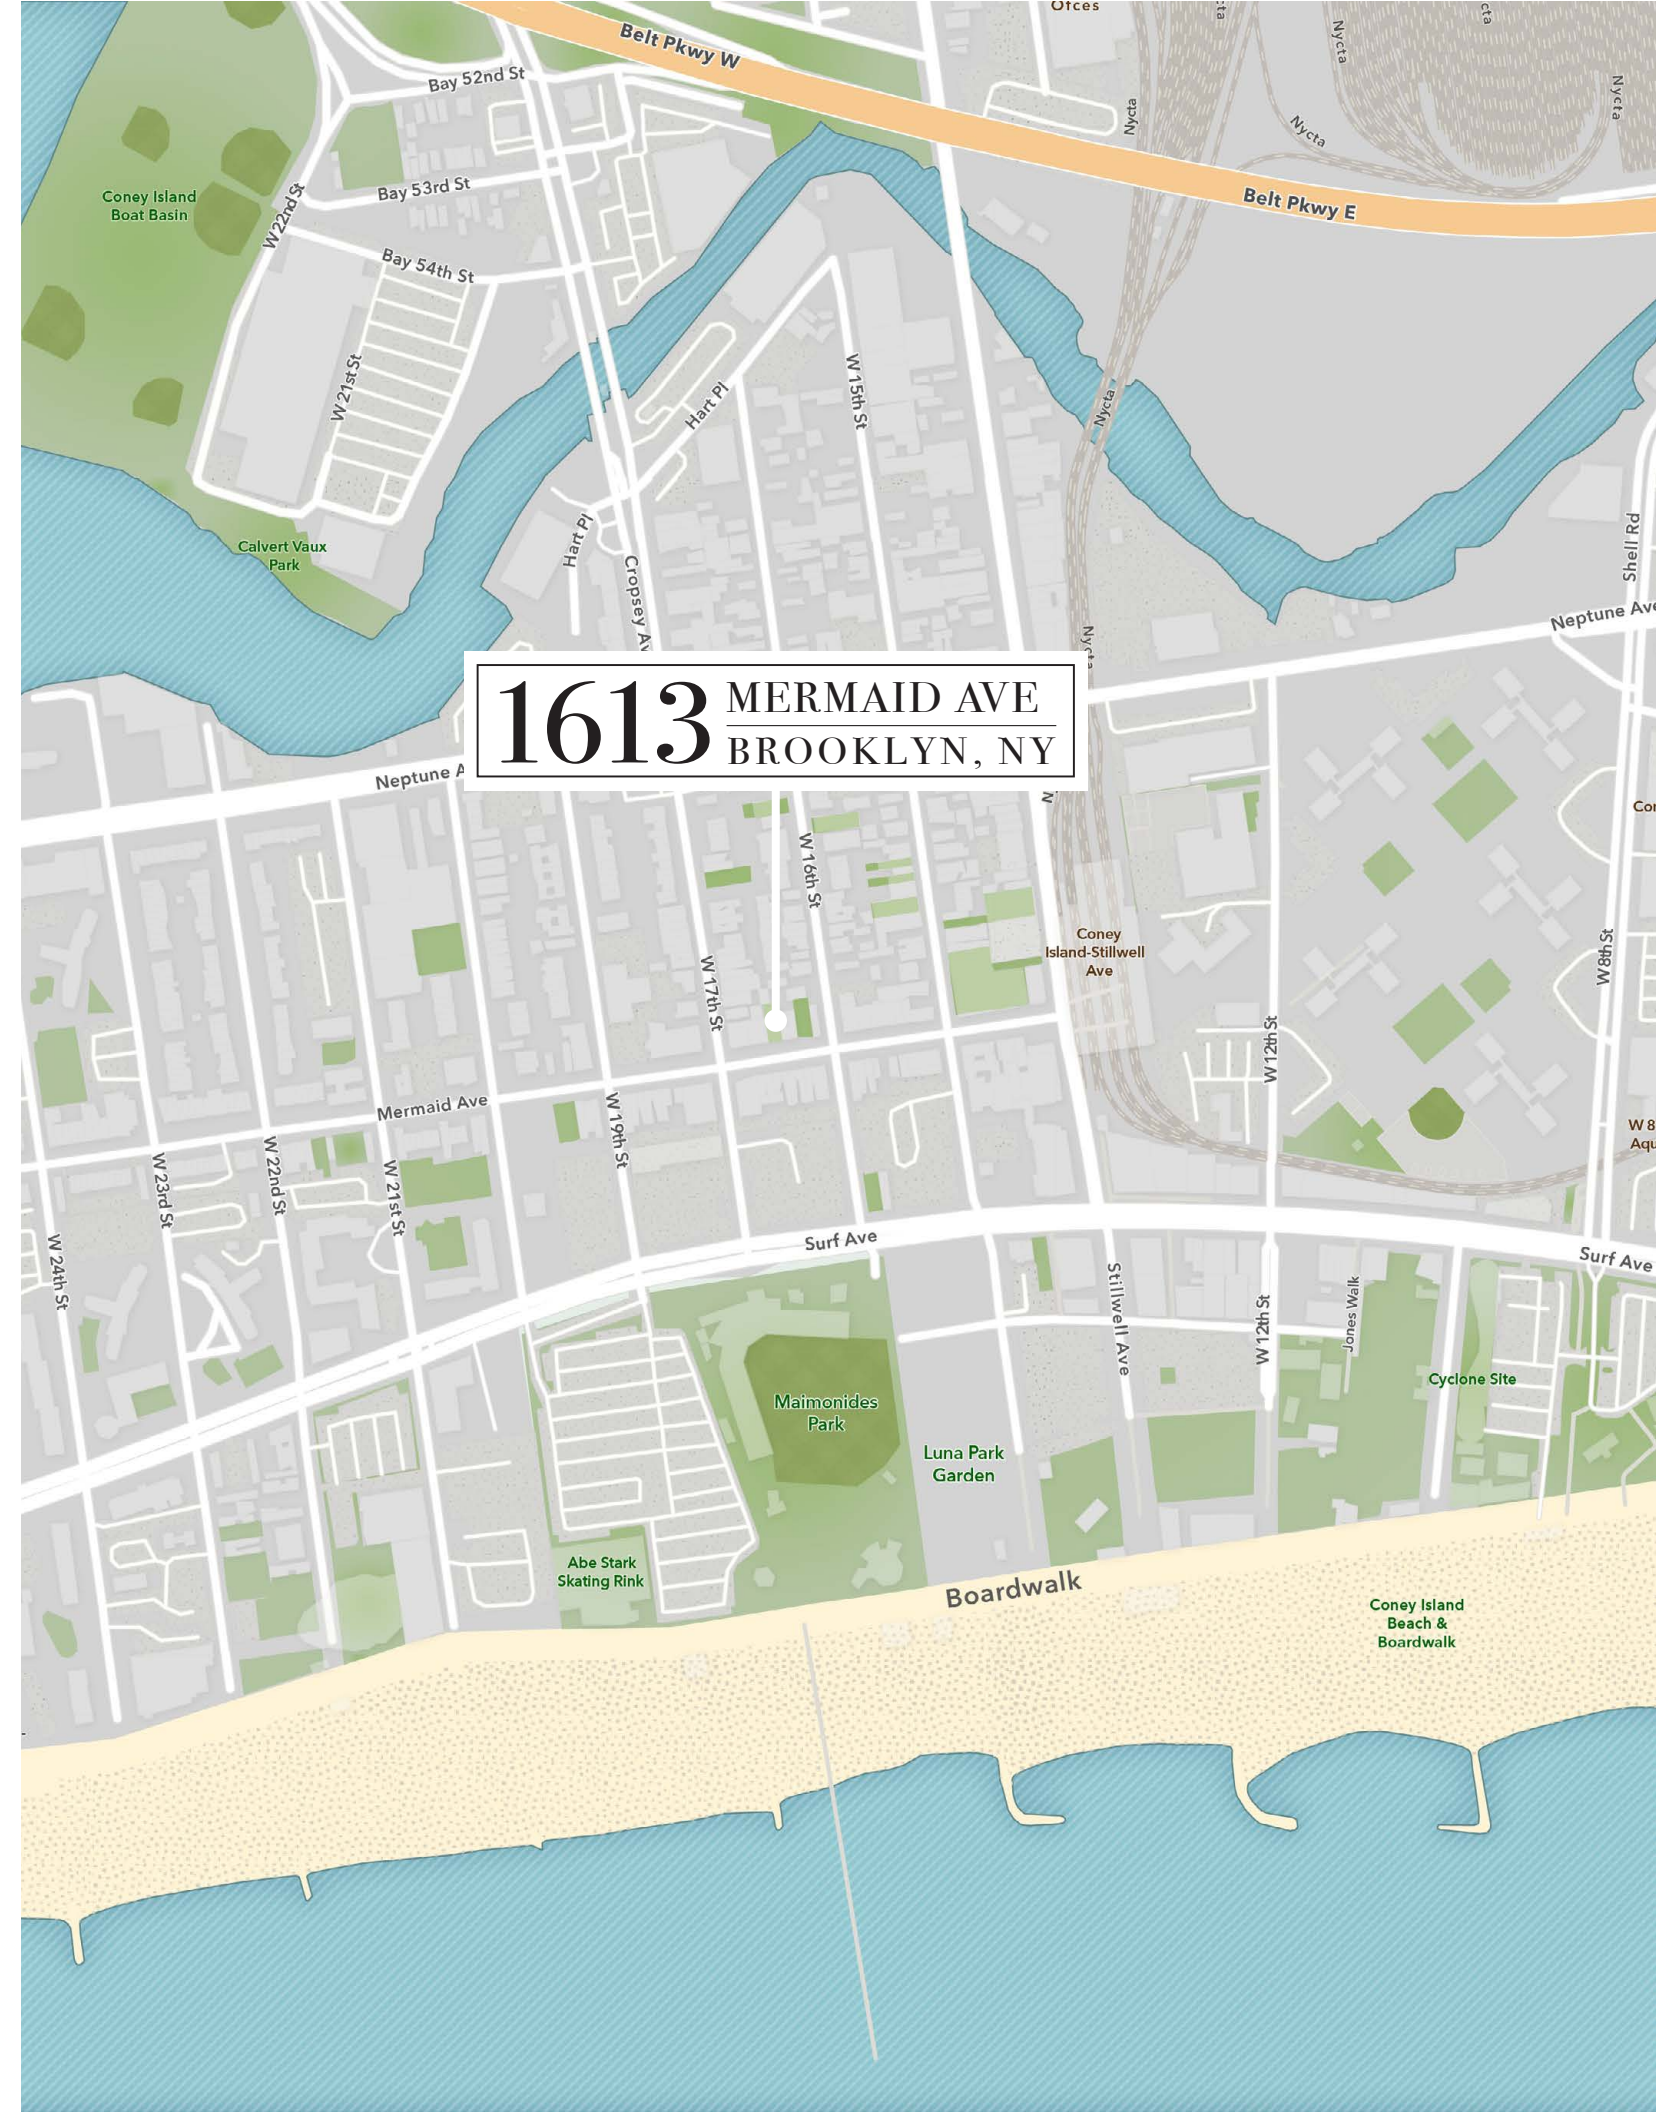 Belt Pkwy W
Bay 52nd St
Nycta
Nycta
Nycta
Nycta
Bay 53rd St
Coney Island
Boat Basin
W 22nd St
Belt Pkwy E
Bay 54th St
W 21st St
Hart Pl
W 15th St
Nycta
Calvert Vaux
Park
Hart Pl
Cropsey Av
Shell Rd
Neptune Ave
Nycta
1613
MERMAID AVE
BROOKLYN, NY
Neptune A
W 16th St
W 17th St
Coney
Island-Stillwell
Ave
W 8th St
W 12th St
Mermaid Ave
W 19th St
W 8
Aqu
W 23rd St
W 22nd St
W 21st St
W 24th St
Surf Ave
Surf Ave
Stillwell Ave
W 12th St
Jones Walk
Cyclone Site
Maimonides
Park
Luna Park
Garden
Abe Stark
Skating Rink
Boardwalk
Coney Island
Beach &
Boardwalk